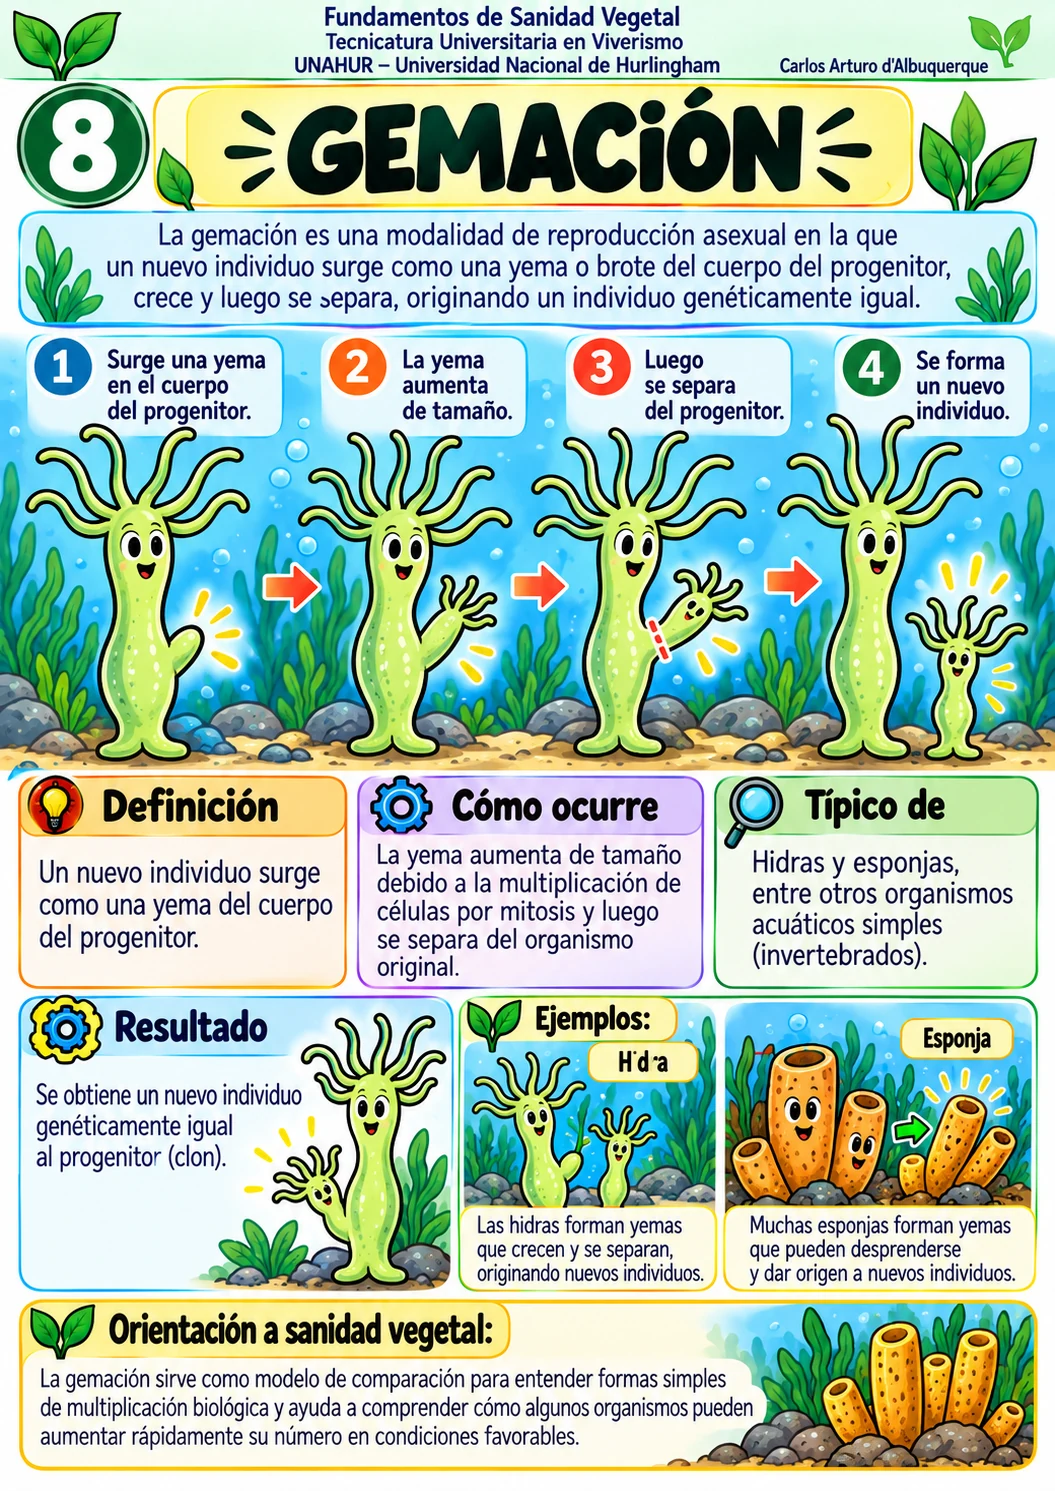 Fundamentos de Sanidad Vegetal
Tecnicatura Universitaria en Viverismo
UNAHUR – Universidad Nacional de Hurlingham
Carlos Arturo d'Albuquerque
8
GEMACiÓN
La gemación es una modalidad de reproducción asexual en la que
un nuevo individuo surge como una yema o brote del cuerpo del progenitor,
crece y luego se separa, originando un individuo genéticamente igual.
1
Surge una yema
en el cuerpo
del progenitor.
2
La yema
aumenta
de tamaño.
3
Luego
se separa
del progenitor.
4
Se forma
un nuevo
individuo.
Definición
Un nuevo individuo surge
como una yema del cuerpo
del progenitor.
Cómo ocurre
La yema aumenta de tamaño
debido a la multiplicación de
células por mitosis y luego
se separa del organismo
original.
Típico de
Hidras y esponjas,
entre otros organismos
acuáticos simples
(invertebrados).
Resultado
Se obtiene un nuevo individuo
genéticamente igual
al progenitor (clon).
Ejemplos:
Hidra
Las hidras forman yemas
que crecen y se separan,
originando nuevos individuos.
Esponja
Muchas esponjas forman yemas
que pueden desprenderse
y dar origen a nuevos individuos.
Orientación a sanidad vegetal:
La gemación sirve como modelo de comparación para entender formas simples
de multiplicación biológica y ayuda a comprender cómo algunos organismos pueden
aumentar rápidamente su número en condiciones favorables.